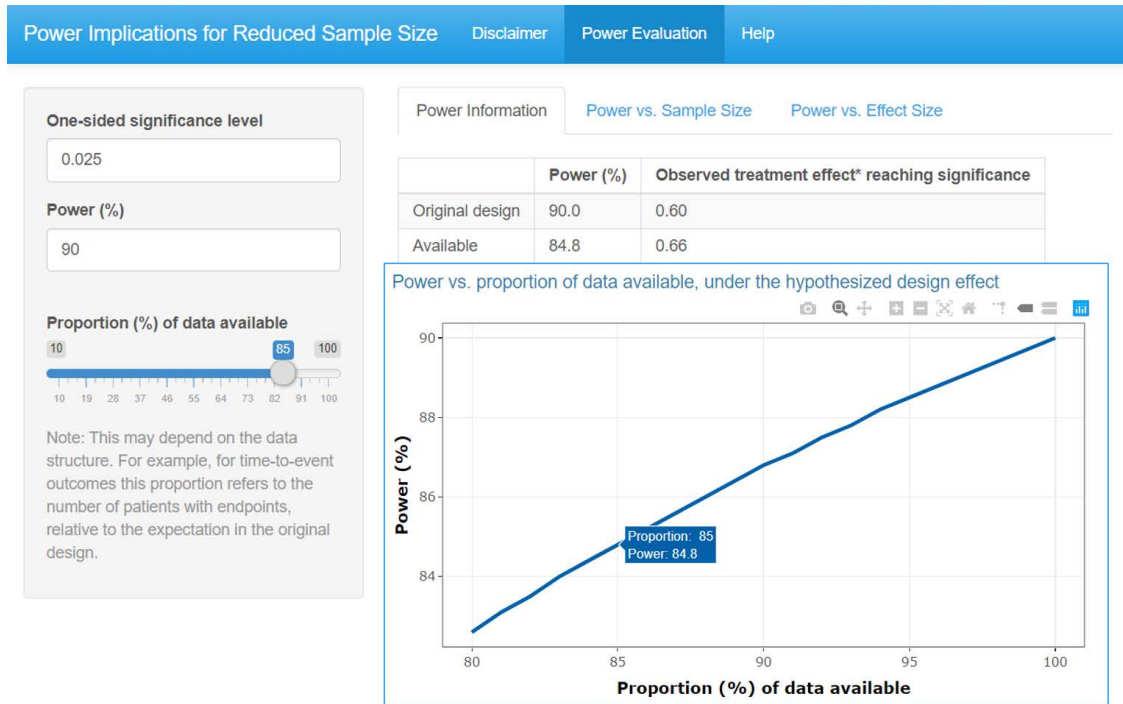 Power Implications for Reduced Sample Size Disclaimer Power Evaluation Help
One-sided significance level
0.025
Power (%)
90
Proportion (%) of data available
10 85 100
10 19 28 37 46 55 64 73 82 91 100
Note: This may depend on the data
structure. For example, for time-to-event
outcomes this proportion refers to the
number of patients with endpoints,
relative to the expectation in the original
design.
Power Information Power vs. Sample Size Power vs. Effect Size
Power (%) Observed treatment effect* reaching significance
Original design 90.0 0.60
Available 84.8 0.66
Power vs. proportion of data available, under the hypothesized design effect
90
88
86
84
Power (%)
Proportion: 85
Power: 84.8
80 85 90 95 100
Proportion (%) of data available